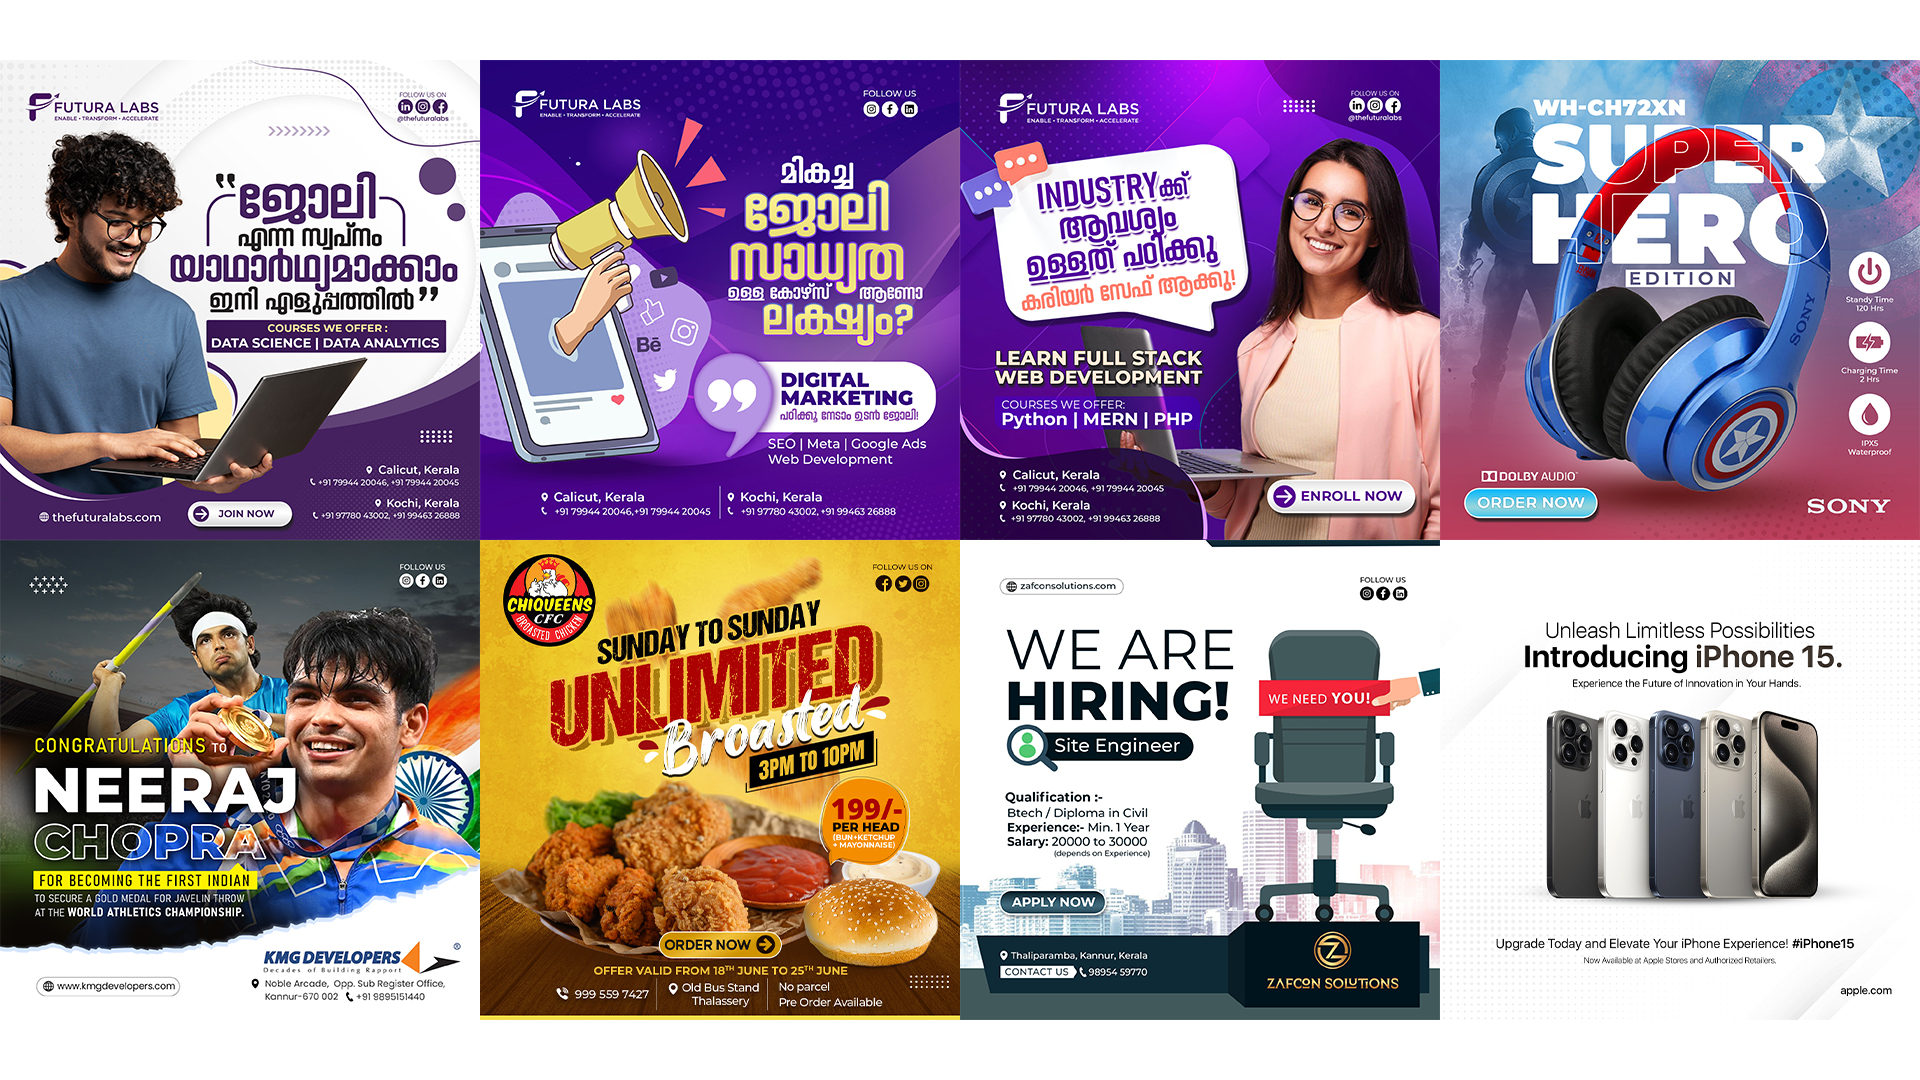 FUTURA LABS
ENABLE • TRANSFORM • ACCELERATE
FOLLOW US ON
@thefuturalabs
>>>>>>>>>
“ജോലി
എന്ന സ്വപ്നം
യാഥാർഥ്യമാക്കാം
ഇനി എളുപ്പത്തിൽ”
COURSES WE OFFER :
DATA SCIENCE | DATA ANALYTICS
Calicut, Kerala
+91 79944 20046, +91 79944 20045
Kochi, Kerala
+91 97780 43002, +91 99463 26888
thefuturalabs.com
JOIN NOW
FUTURA LABS
ENABLE • TRANSFORM • ACCELERATE
FOLLOW US
മികച്ച
ജോലി
സാധ്യത
ഉള്ള കോഴ്സ് ആണോ
ലക്ഷ്യം?
Bē
DIGITAL
MARKETING
പഠിക്കൂ നേടാം ഉടൻ ജോലി!
SEO | Meta | Google Ads
Web Development
Calicut, Kerala
+91 79944 20046,+91 79944 20045
Kochi, Kerala
+91 97780 43002, +91 99463 26888
FUTURA LABS
ENABLE • TRANSFORM • ACCELERATE
FOLLOW US ON
@thefuturalabs
INDUSTRYക്ക്
ആവശ്യം
ഉള്ളത് പഠിക്കൂ
കരിയർ സേഫ് ആക്കൂ!
LEARN FULL STACK
WEB DEVELOPMENT
COURSES WE OFFER:
Python | MERN | PHP
Calicut, Kerala
+91 79944 20046, +91 79944 20045
Kochi, Kerala
+91 97780 43002, +91 99463 26888
ENROLL NOW
WH-CH72XN
SUPER
HERO
EDITION
SONY
Standy Time
120 Hrs
Charging Time
2 Hrs
IPX5
Waterproof
DOLBY AUDIO™
ORDER NOW
SONY
FOLLOW US
CONGRATULATIONS TO
NEERAJ
CHOPRA
FOR BECOMING THE FIRST INDIAN
TO SECURE A GOLD MEDAL FOR JAVELIN THROW
AT THE WORLD ATHLETICS CHAMPIONSHIP.
KMG DEVELOPERS ®
Decades of Building Rapport
www.kmgdevelopers.com
Noble Arcade, Opp. Sub Register Office,
Kannur-670 002 +91 9895151440
CHIQUEENS
CFC
BROASTED CHICKEN
FOLLOW US ON
SUNDAY TO SUNDAY
UNLIMITED
Broasted
3PM TO 10PM
199/-
PER HEAD
(BUN+KETCHUP
+ MAYONNAISE)
ORDER NOW
OFFER VALID FROM 18TH JUNE TO 25TH JUNE
999 559 7427
Old Bus Stand
Thalassery
No parcel
Pre Order Available
zafconsolutions.com
FOLLOW US
WE ARE
HIRING!
Site Engineer
WE NEED YOU!
Qualification :-
Btech / Diploma in Civil
Experience:- Min. 1 Year
Salary: 20000 to 30000
(depends on Experience)
APPLY NOW
Thaliparamba, Kannur, Kerala
CONTACT US 98954 59770
ZAFCON SOLUTIONS
Unleash Limitless Possibilities
Introducing iPhone 15.
Experience the Future of Innovation in Your Hands.
Upgrade Today and Elevate Your iPhone Experience! #iPhone15
Now Available at Apple Stores and Authorized Retailers.
apple.com